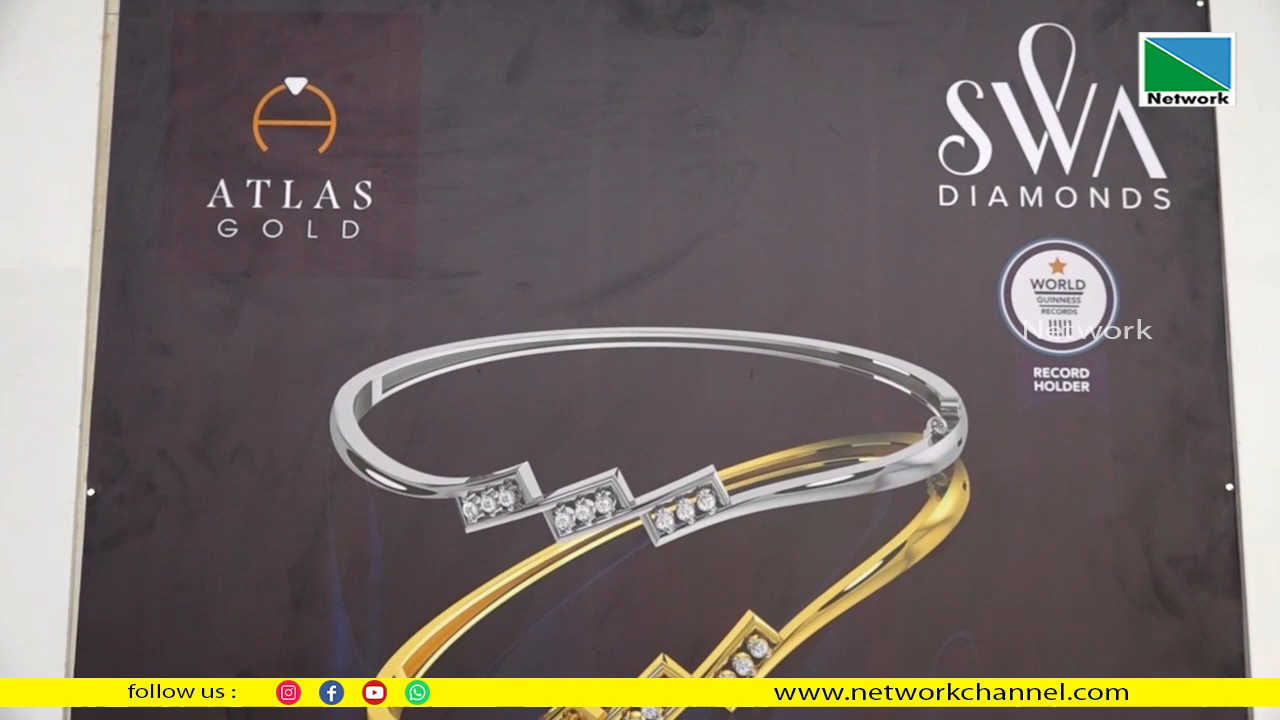 ATLAS
GOLD
SWA
DIAMONDS
Network
WORLD
GUINNESS
RECORDS
Network
RECORD
HOLDER
follow us :
www.networkchannel.com